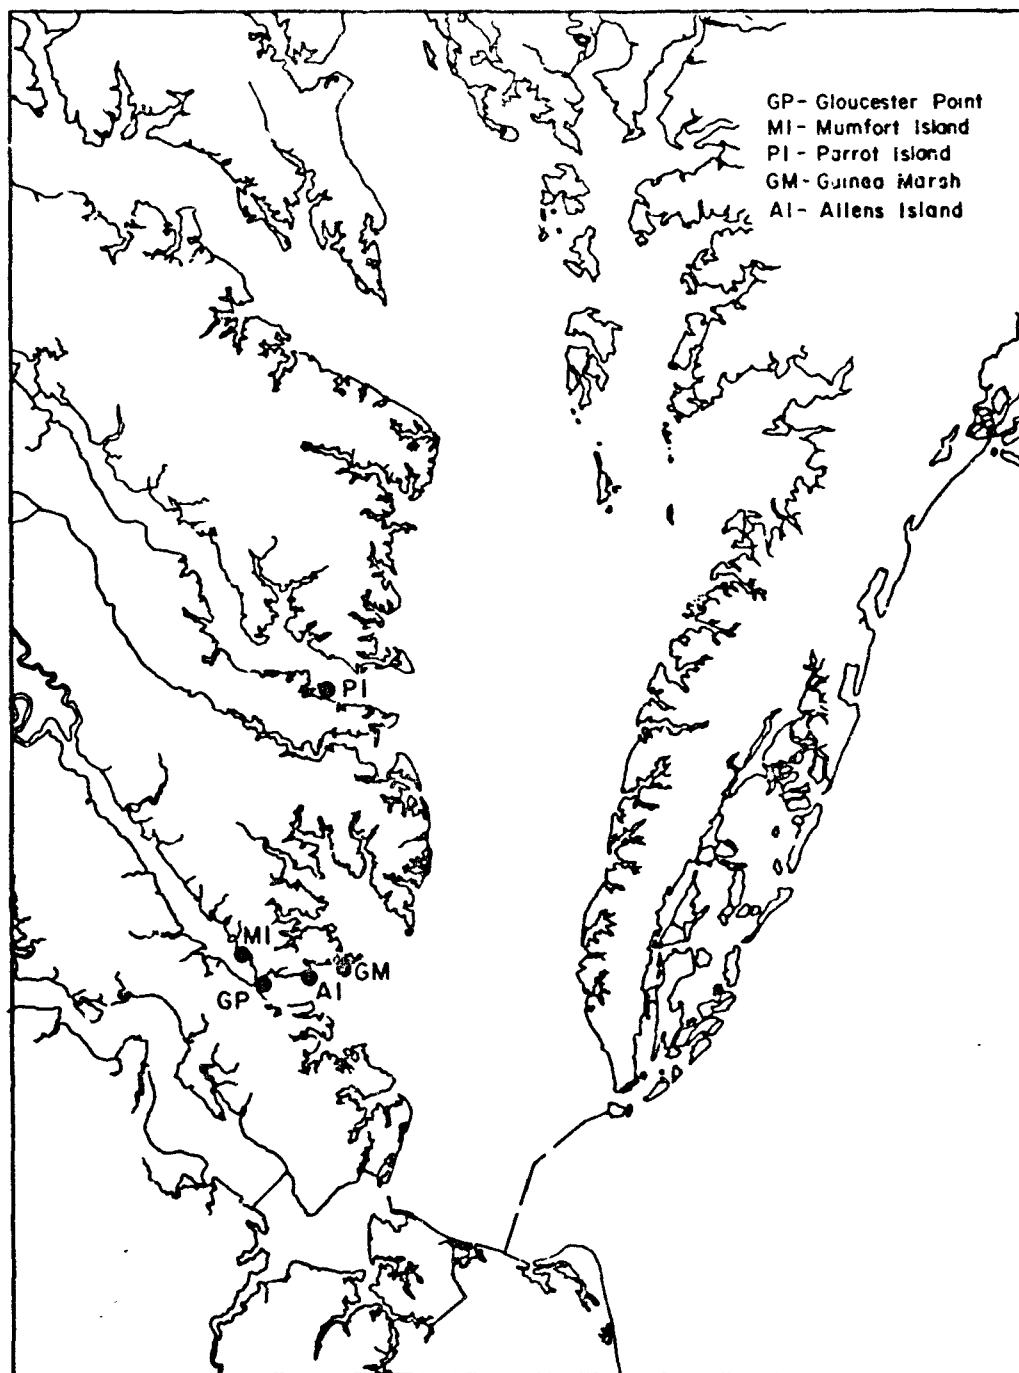 GP- Gloucester Point
MI- Mumfort Island
PI- Parrot Island
GM- Guinea Marsh
AI- Allens Island
PI
MI
GM
AI
GP